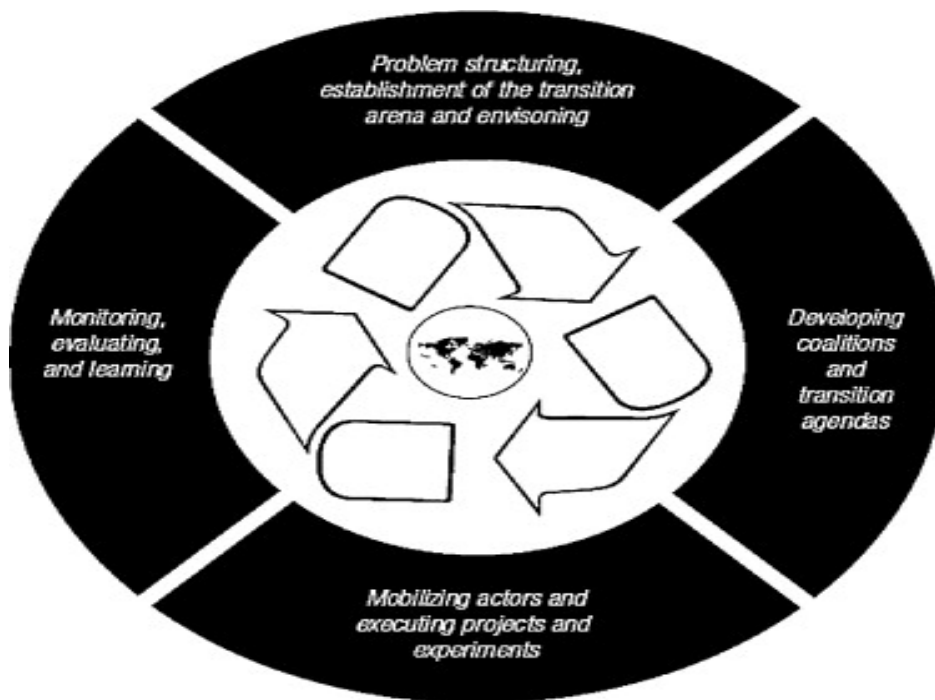 Problem structuring,
establishment of the transition
arena and envisoning
Monitoring,
evaluating,
and learning
Developing
coalitions
and
transition
agendas
Mobilizing actors and
executing projects and
experiments